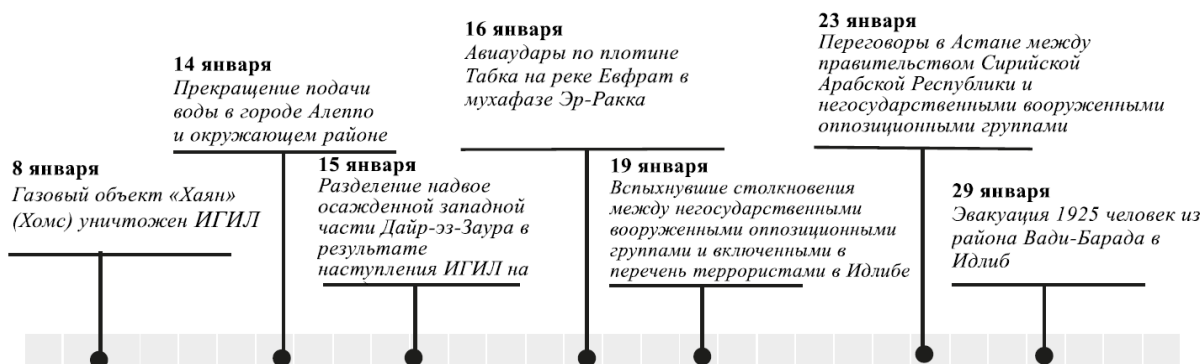 8 января
Газовый объект «Хаян»
(Хомс) уничтожен ИГИЛ
14 января
Прекращение подачи
воды в городе Алеппо
и окружающем районе
15 января
Разделение надвое
осажденной западной
части Дайр-эз-Заура в
результате
наступления ИГИЛ на
16 января
Авиаудары по плотине
Табка на реке Евфрат в
мухафазе Эр-Ракка
19 января
Вспыхнувшие столкновения
между негосударственными
вооруженными оппозиционными
группами и включенными в
перечень террористами в Идлибе
23 января
Переговоры в Астане между
правительством Сирийской
Арабской Республики и
негосударственными вооруженными
оппозиционными группами
29 января
Эвакуация 1925 человек из
района Вади-Барада в
Идлиб